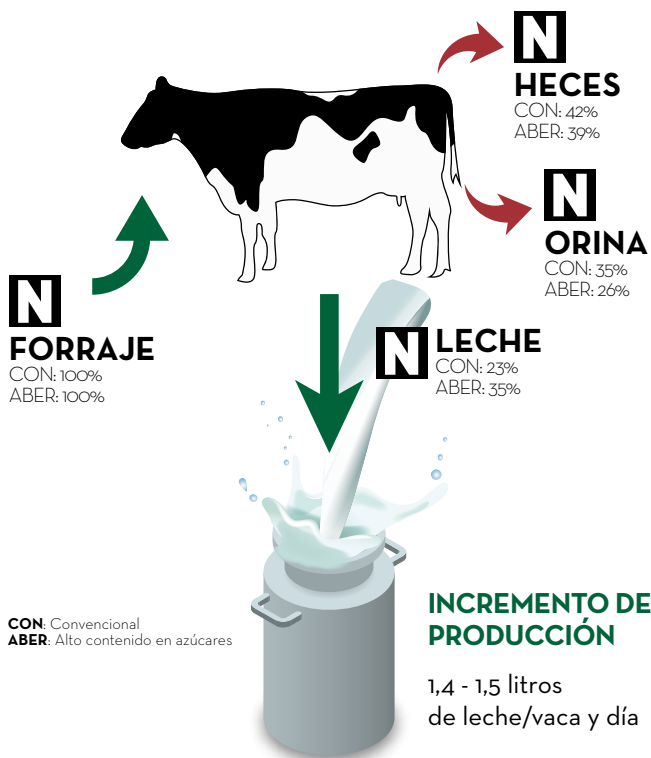 N
HECES
CON: 42%
ABER: 39%
N
ORINA
CON: 35%
ABER: 26%
N
FORRAJE
CON: 100%
ABER: 100%
N
LECHE
CON: 23%
ABER: 35%
CON: Convencional
ABER: Alto contenido en azúcares
INCREMENTO DE
PRODUCCIÓN
1,4 - 1,5 litros
de leche/vaca y día